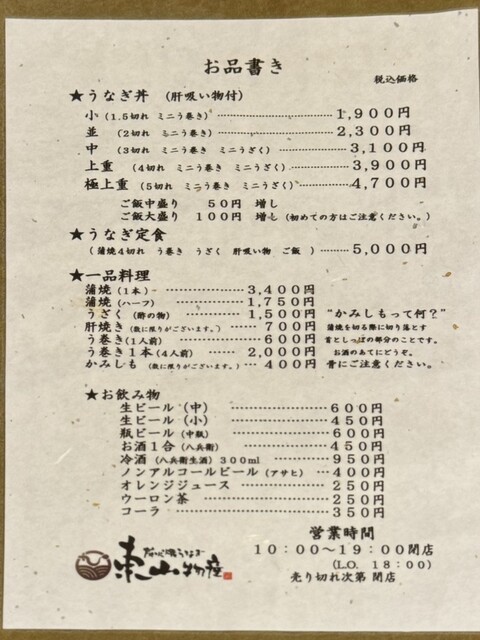 お品書き
税込価格
★うなぎ丼 (肝吸い物付)
小(1.5切れ ミニう巻き)‥‥‥‥‥‥1,900円
並 (2切れ ミニう巻き)‥‥‥‥‥‥2,300円
中 (3切れ ミニう巻き ミニうざく)‥‥‥‥3,100円
上重 (4切れ ミニう巻き ミニうざく)‥‥‥‥3,900円
極上重(5切れ ミニう巻き ミニうざく)‥‥‥‥4,700円
ご飯中盛り 50円 増し
ご飯大盛り 100円 増し(初めての方はご注意ください。)
★うなぎ定食
(蒲焼4切れ う巻き うざく 肝吸い物 ご飯 )‥‥‥5,000円
★一品料理
蒲焼(1本)‥‥‥‥‥‥3,400円
蒲焼(ハーフ)‥‥‥‥‥‥1,750円
うざく(酢の物)‥‥‥‥‥‥1,500円
肝焼き(数に限りがございます。)‥‥‥700円
う巻き(1人前)‥‥‥‥‥‥600円
う巻き1本(4人前)‥‥‥‥2,000円
かみしも(数に限りがございます。)‥‥‥400円
“かみしもって何?”
蒲焼を切る際に切り落とす
首としっぽの部分のことです。
お酒のあてにどうぞ。
骨にご注意ください。
★お飲み物
生ビール(中)‥‥‥‥‥‥600円
生ビール(小)‥‥‥‥‥‥450円
瓶ビール(中瓶)‥‥‥‥‥‥600円
お酒1合(八兵衛)‥‥‥‥‥450円
冷酒(八兵衛生酒)300ml‥‥‥‥950円
ノンアルコールビール(アサヒ)‥‥‥400円
オレンジジュース‥‥‥‥‥250円
ウーロン茶‥‥‥‥‥‥250円
コーラ‥‥‥‥‥‥350円
営業時間
10:00～19:00閉店
(L.O. 18:00)
売り切れ次第 閉店
東山物産